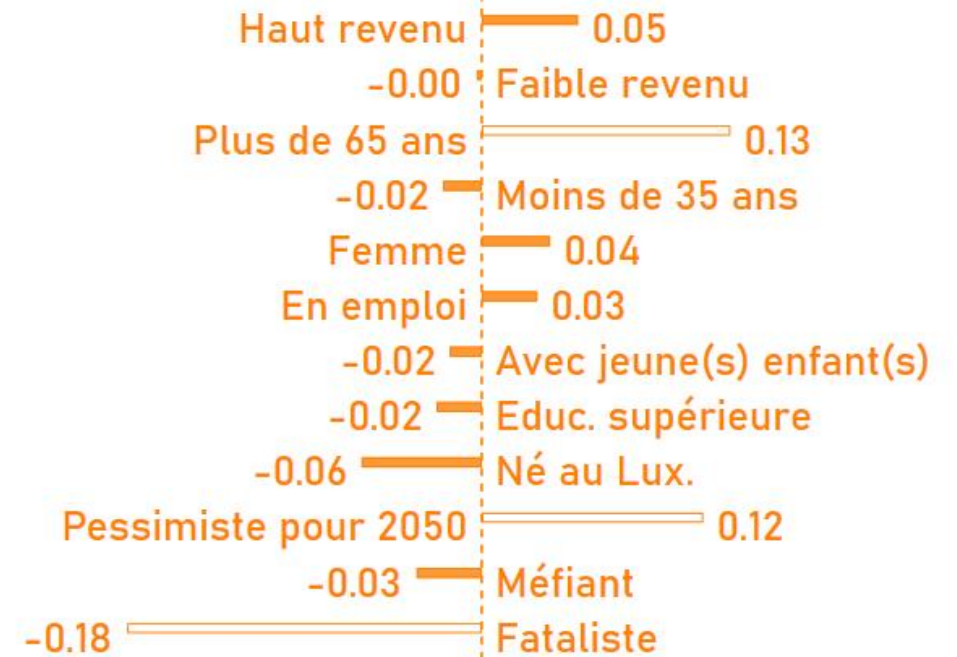 Haut revenu 0.05
-0.00 Faible revenu
Plus de 65 ans 0.13
-0.02 Moins de 35 ans
Femme 0.04
En emploi 0.03
-0.02 Avec jeune(s) enfant(s)
-0.02 Educ. supérieure
-0.06 Né au Lux.
Pessimiste pour 2050 0.12
-0.03 Méfiant
-0.18 Fataliste